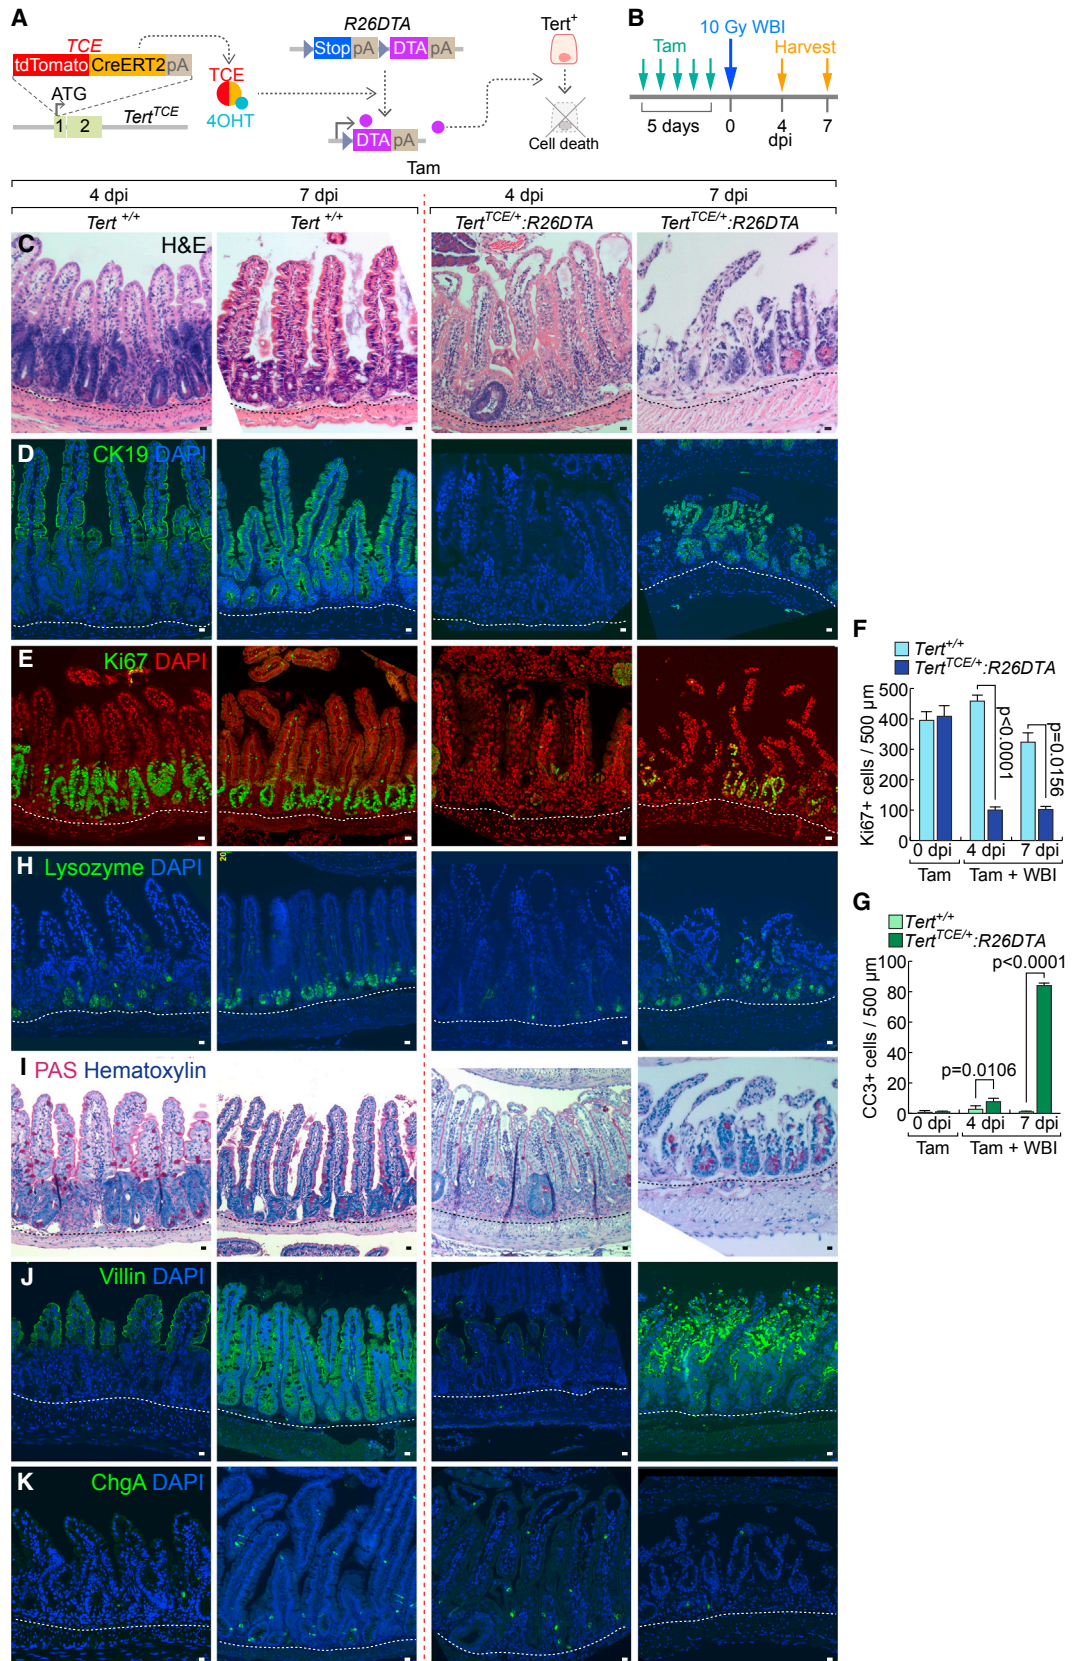 A
TCE
tdTomato CreERT2 pA
ATG
1 2
Tert^TCE
TCE
4OHT
R26DTA
Stop pA DTA pA
DTA pA
Tert+
Cell death
B
10 Gy WBI
Tam
Harvest
5 days
0 4 7
dpi
Tam
4 dpi 7 dpi 4 dpi 7 dpi
Tert +/+ Tert +/+ Tert^TCE/+:R26DTA Tert^TCE/+:R26DTA
C H&E
D CK19 DAPI
E Ki67 DAPI
F
Tert+/+
Tert^TCE/+:R26DTA
Ki67+ cells / 500 µm
500
400
300
200
100
0
p<0.0001
p=0.0156
0 dpi 4 dpi 7 dpi
Tam Tam + WBI
H Lysozyme DAPI
20
G
Tert+/+
Tert^TCE/+:R26DTA
CC3+ cells / 500 µm
100
80
60
40
20
0
p<0.0001
p=0.0106
0 dpi 4 dpi 7 dpi
Tam Tam + WBI
I PAS Hematoxylin
J Villin DAPI
K ChgA DAPI